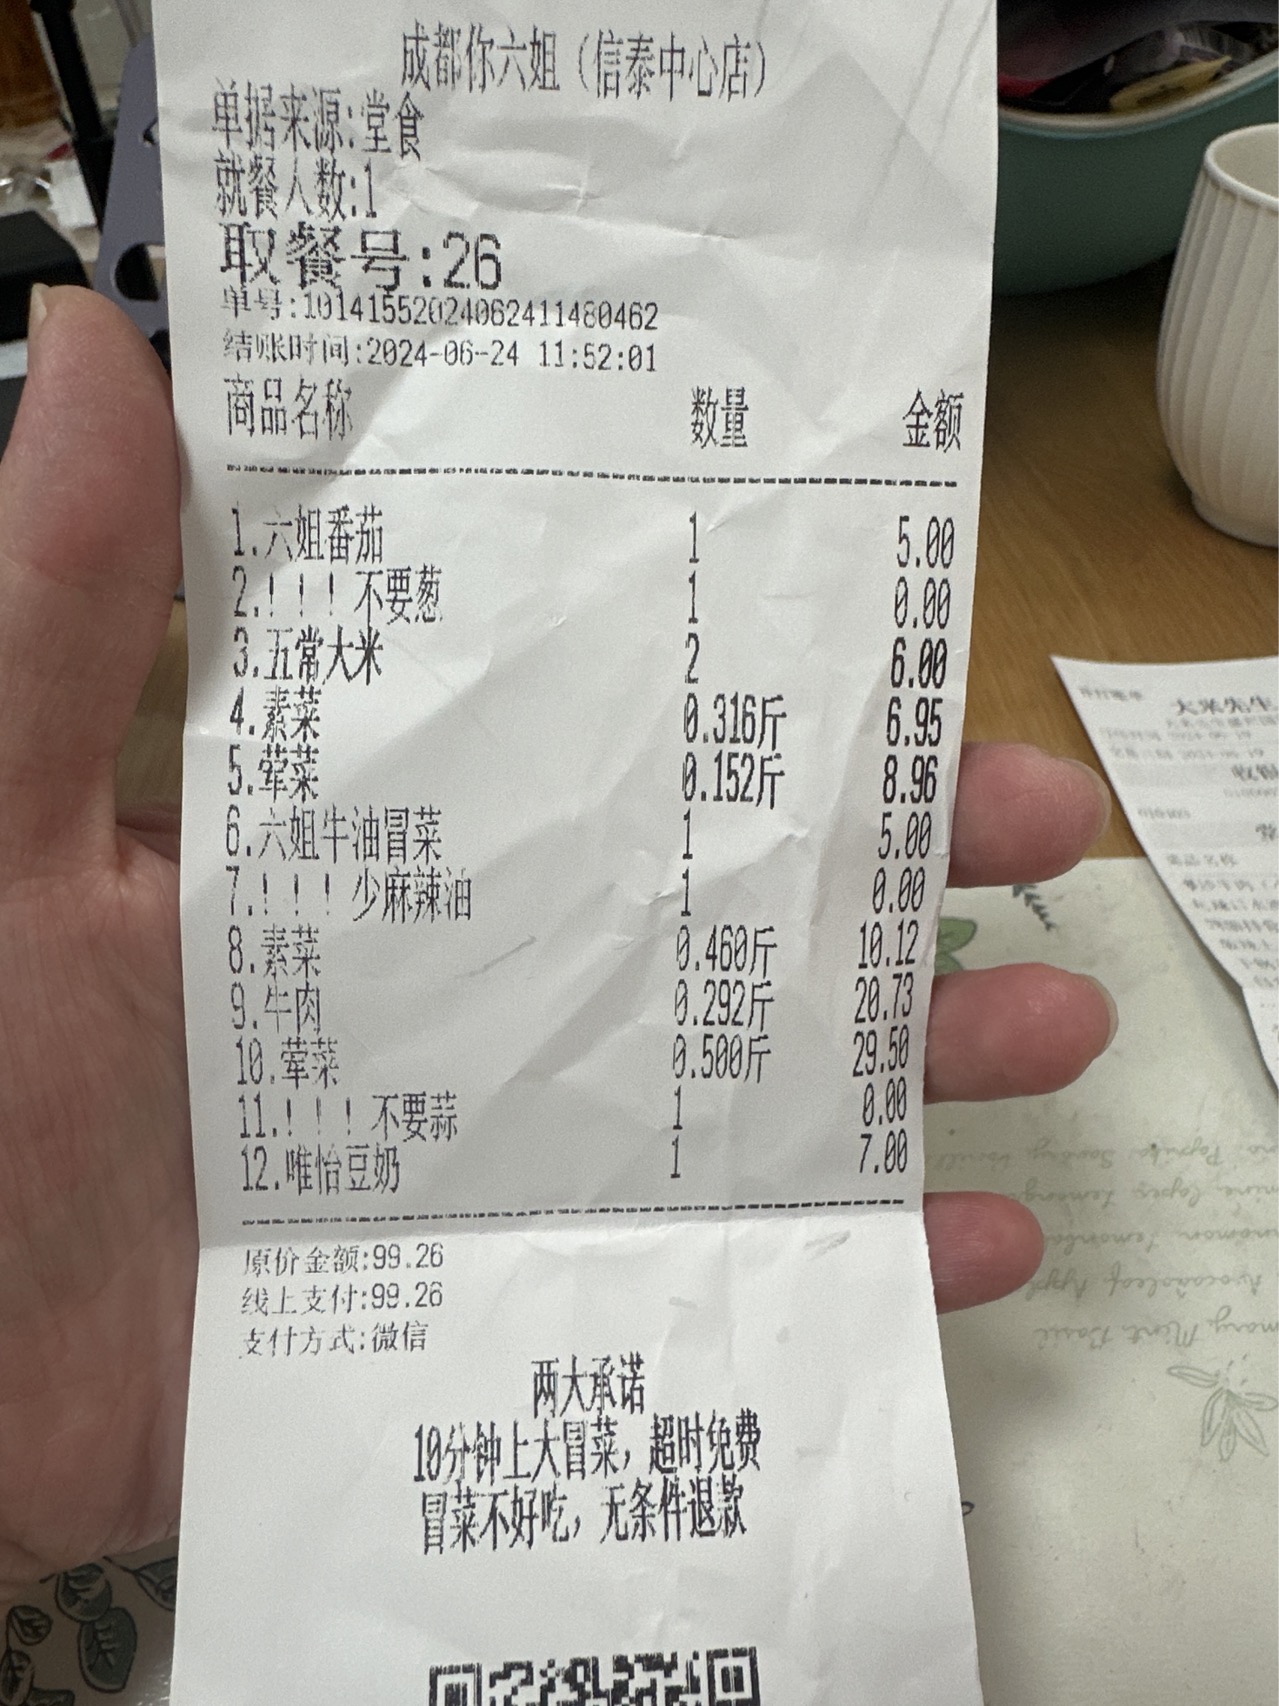 成都你六姐（信泰中心店）
单据来源:堂食
就餐人数:1
取餐号:26
单号:10141552024062411480462
结账时间:2024-06-24 11:52:01
商品名称 数量 金额
1.六姐番茄 1 5.00
2.！！！不要葱 1 0.00
3.五常大米 2 6.00
4.素菜 0.316斤 6.95
5.荤菜 0.152斤 8.96
6.六姐牛油冒菜 1 5.00
7.！！！少麻辣油 1 0.00
8.素菜 0.460斤 10.12
9.牛肉 0.292斤 20.73
10.荤菜 0.500斤 29.50
11.！！！不要蒜 1 0.00
12.唯怡豆奶 1 7.00
原价金额:99.26
线上支付:99.26
支付方式:微信
两大承诺
10分钟上大冒菜，超时免费
冒菜不好吃，无条件退款
大米先生